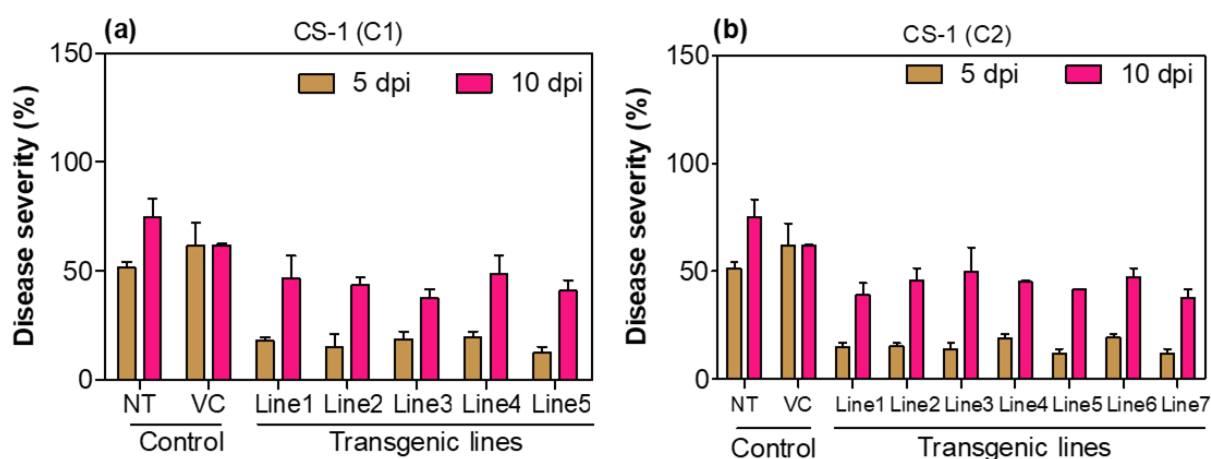 (a)
CS-1 (C1)
150
100
50
0
Disease severity (%)
5 dpi
10 dpi
NT VC Line1 Line2 Line3 Line4 Line5
Control Transgenic lines
(b)
CS-1 (C2)
150
100
50
0
Disease severity (%)
5 dpi
10 dpi
NT VC Line1 Line2 Line3 Line4 Line5 Line6 Line7
Control Transgenic lines